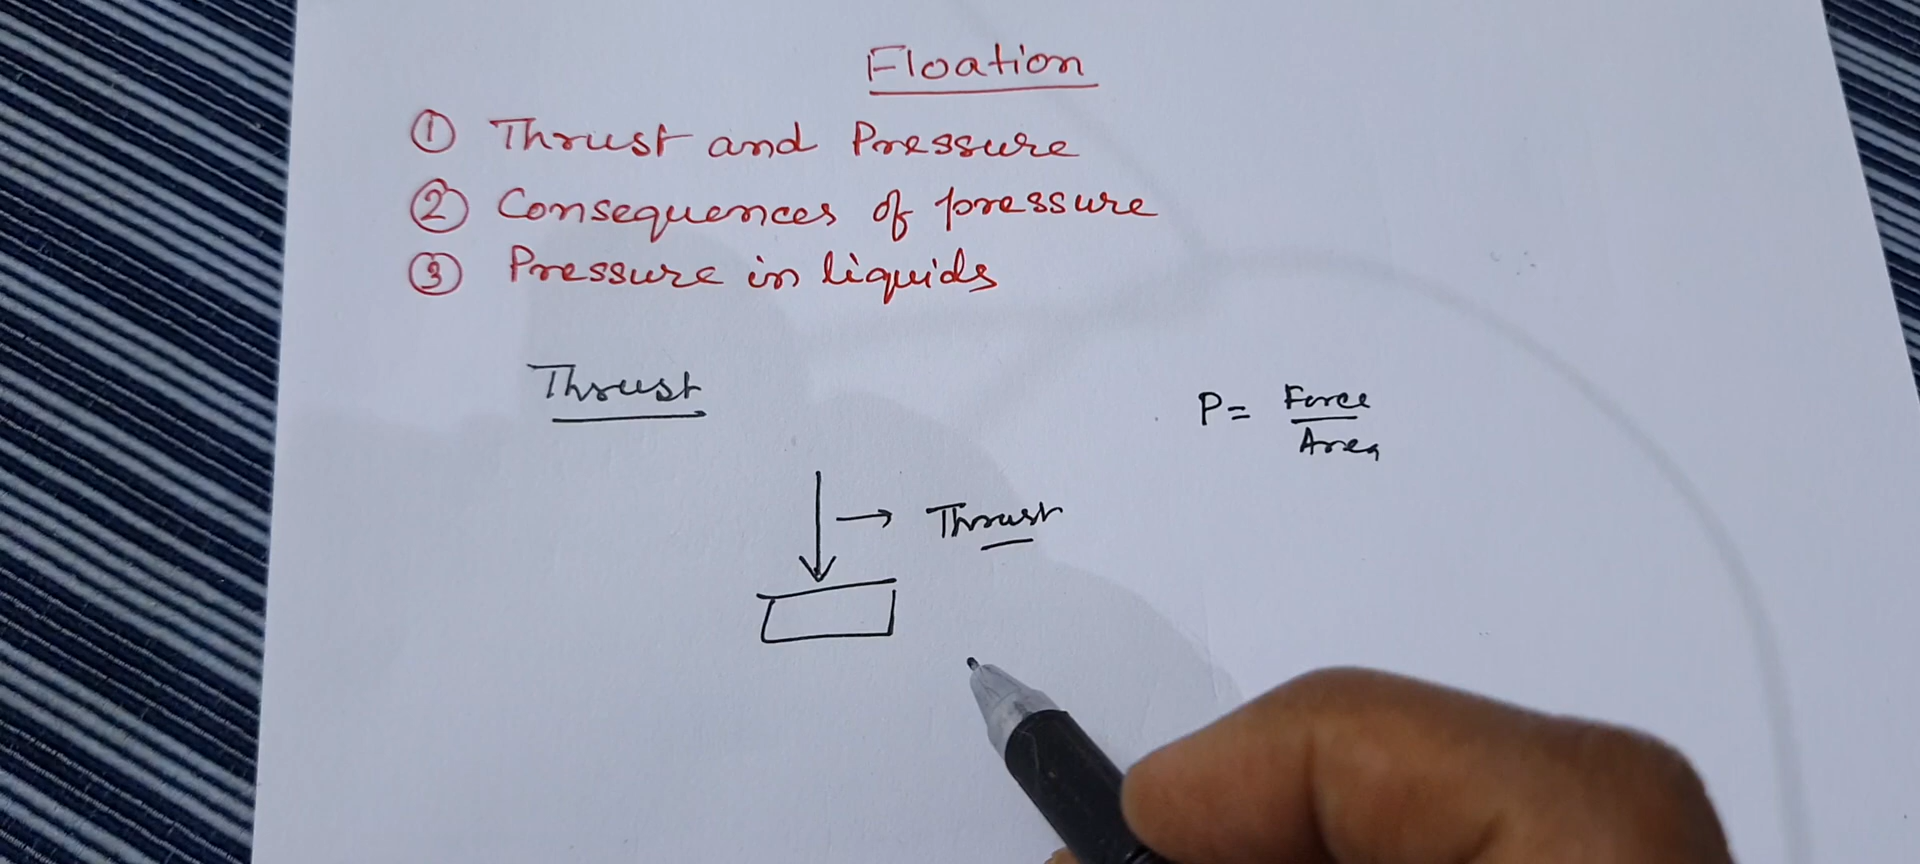 Floation
① Thrust and Pressure
② Consequences of pressure
③ Pressure in liquids
Thrust
P = Force
Area
→ Thrust